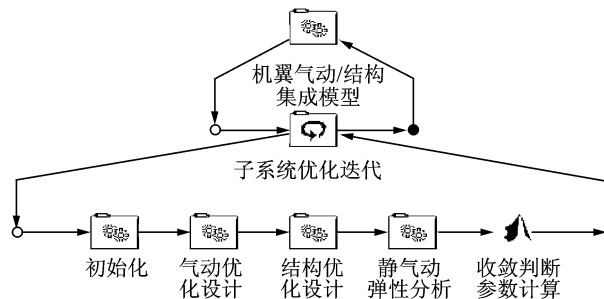 机翼气动/结构
集成模型
子系统优化迭代
初始化
气动优
化设计
结构优
化设计
静气动
弹性分析
收敛判断
参数计算